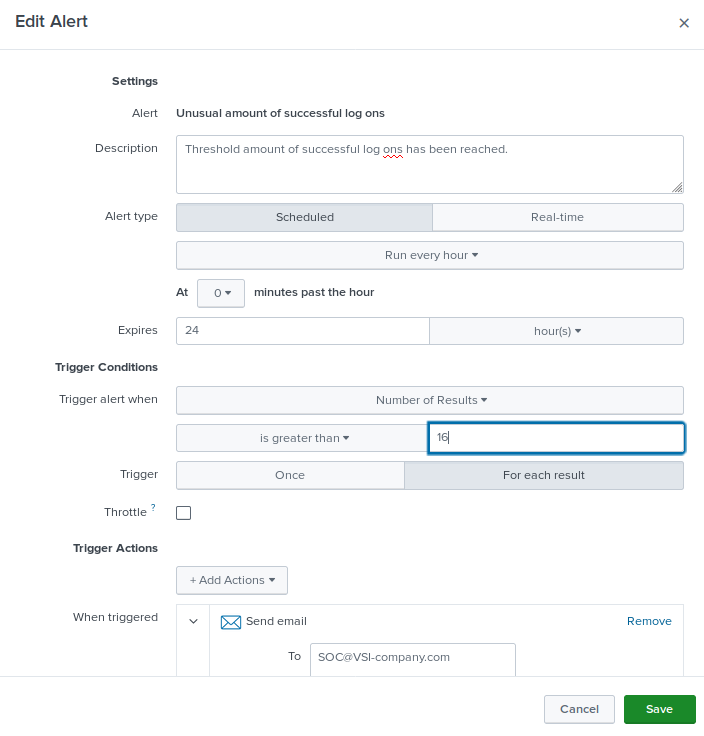 Edit Alert ×
Settings
Alert Unusual amount of successful log ons
Description Threshold amount of successful log ons has been reached.
Alert type Scheduled Real-time
Run every hour
At 0 minutes past the hour
Expires 24 hour(s)
Trigger Conditions
Trigger alert when Number of Results
is greater than 16
Trigger Once For each result
Throttle ?
Trigger Actions
+ Add Actions
When triggered Send email Remove
To SOC@VSI-company.com
Cancel Save